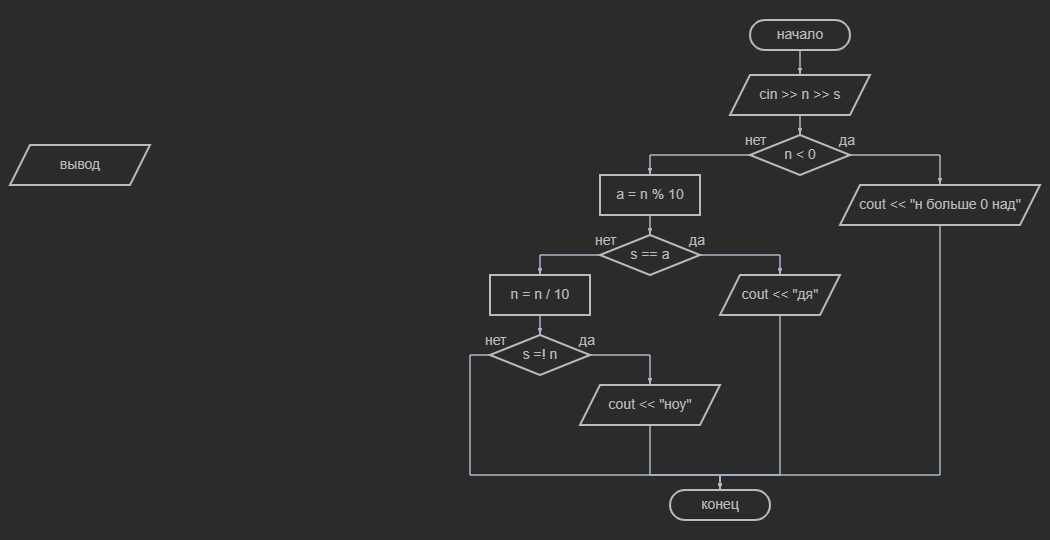 начало
cin >> n >> s
нет
да
n < 0
вывод
a = n % 10
cout << "н больше 0 над"
нет
да
s == a
n = n / 10
cout << "дя"
нет
да
s =! n
cout << "ноу"
конец